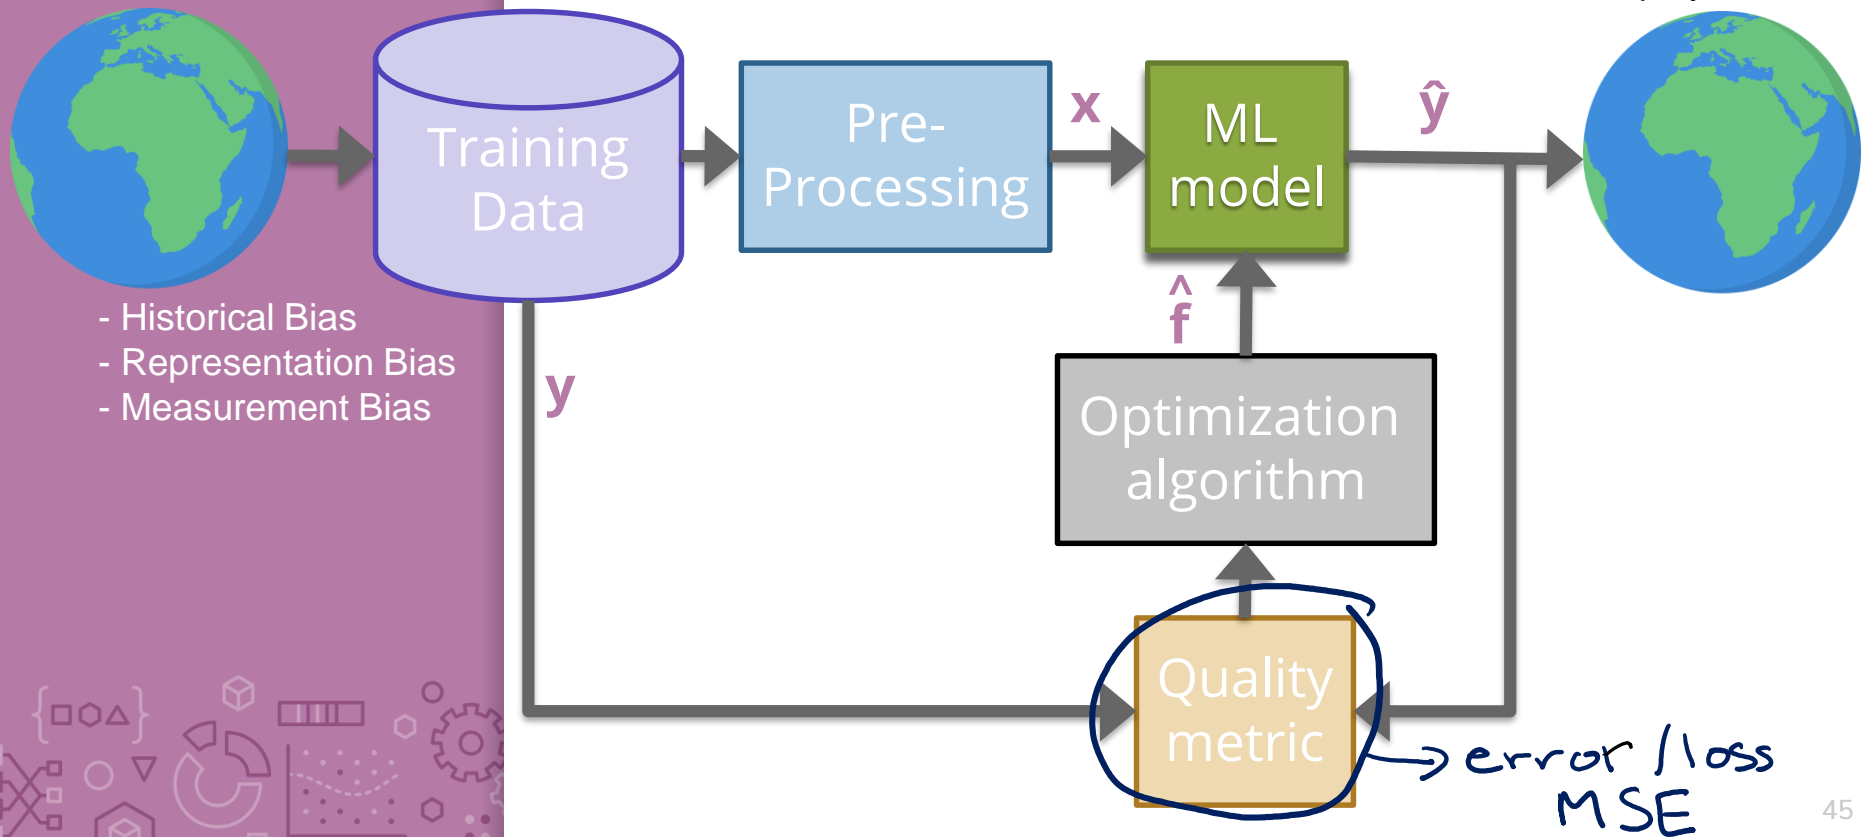 Training
Data
Pre-
Processing
x
ML
model
ŷ
- Historical Bias
- Representation Bias
- Measurement Bias
y
f̂
Optimization
algorithm
Quality
metric
→ error/loss
MSE
45